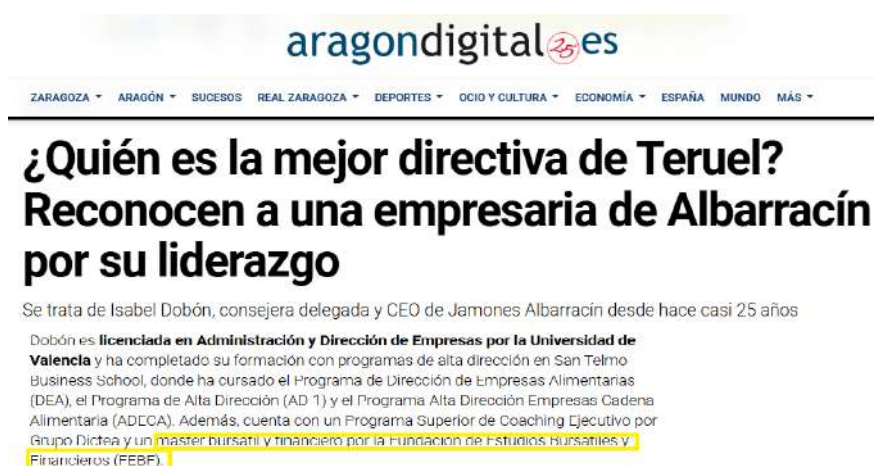 aragondigital 25 es
ZARAGOZA ARAGÓN SUCESOS REAL ZARAGOZA DEPORTES OCIO Y CULTURA ECONOMÍA ESPAÑA MUNDO MÁS
¿Quién es la mejor directiva de Teruel?
Reconocen a una empresaria de Albarracín
por su liderazgo
Se trata de Isabel Dobón, consejera delegada y CEO de Jamones Albarracín desde hace casi 25 años
Dobón es licenciada en Administración y Dirección de Empresas por la Universidad de
Valencia y ha completado su formación con programas de alta dirección en San Telmo
Business School, donde ha cursado el Programa de Dirección de Empresas Alimentarias
(DEA), el Programa de Alta Dirección (AD 1) y el Programa Alta Dirección Empresas Cadena
Alimentaria (ADECA). Además, cuenta con un Programa Superior de Coaching Ejecutivo por
Grupo Dictea y un master bursátil y financiero por la Fundación de Estudios Bursátiles y
Financieros (FEBF).